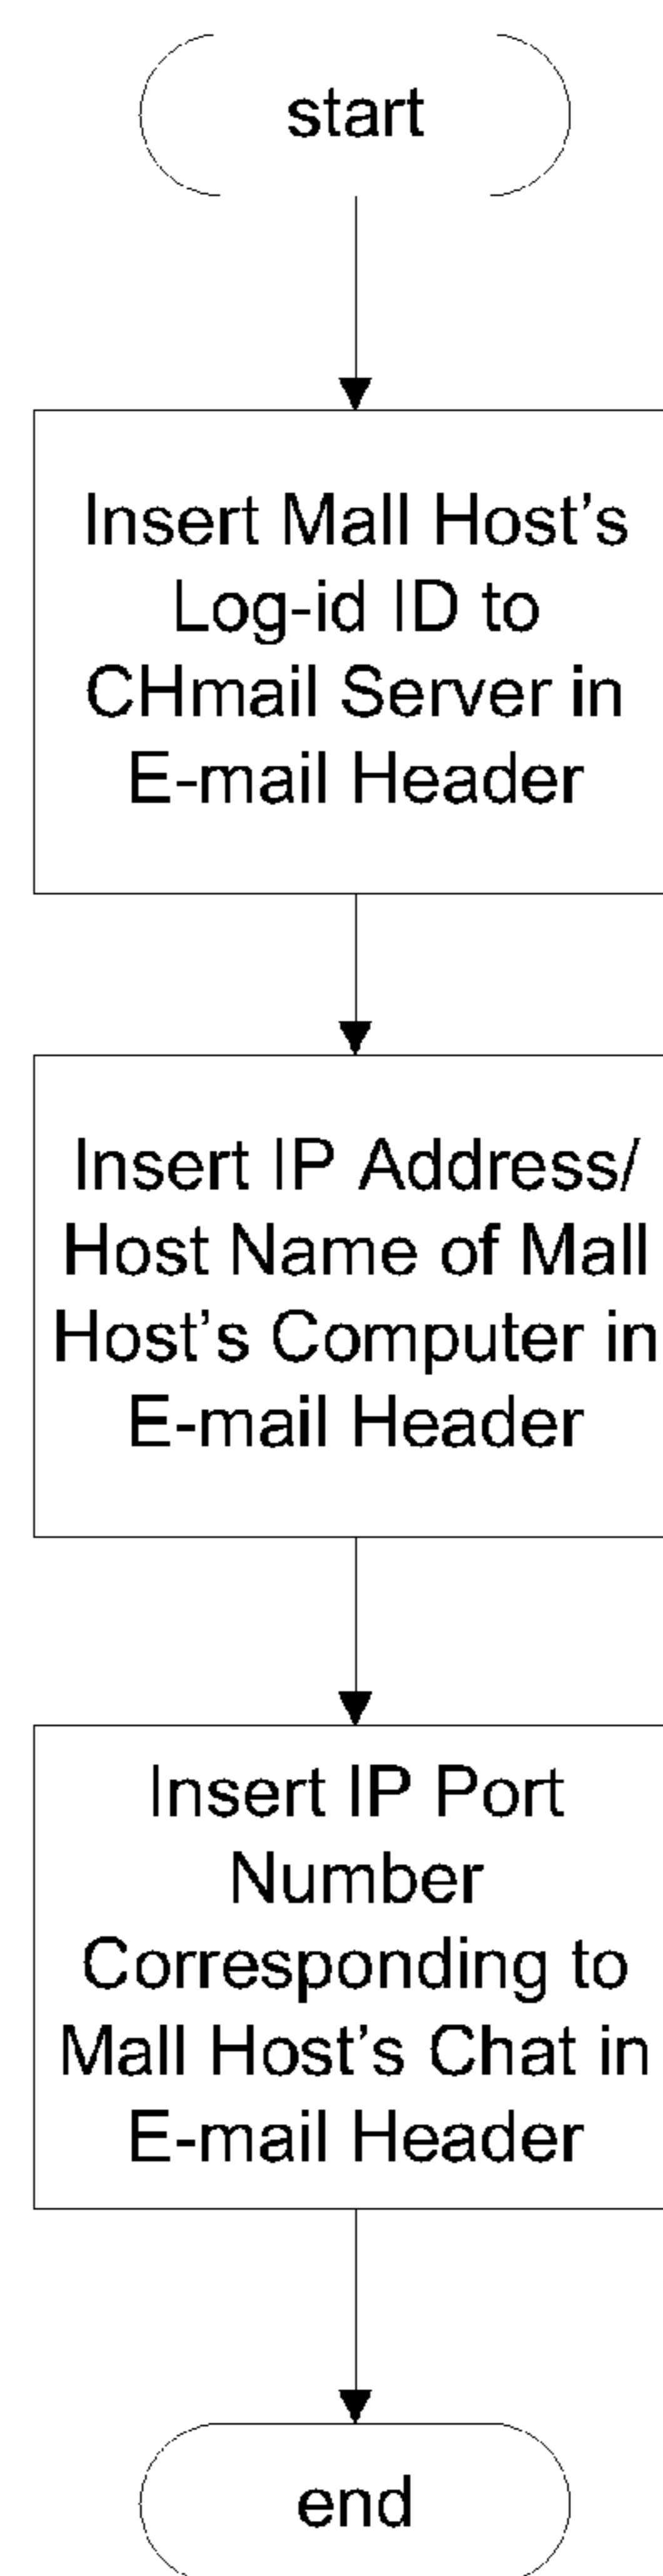 start
Insert Mall Host's
Log-id ID to
CHmail Server in
E-mail Header
Insert IP Address/
Host Name of Mall
Host's Computer in
E-mail Header
Insert IP Port
Number
Corresponding to
Mall Host's Chat in
E-mail Header
end